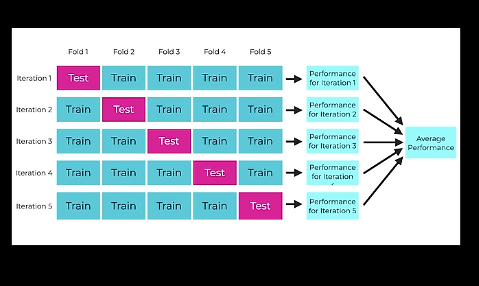 Fold 1 Fold 2 Fold 3 Fold 4 Fold 5
Iteration 1 Test Train Train Train Train Performance for Iteration 1
Iteration 2 Train Test Train Train Train Performance for Iteration 2
Iteration 3 Train Train Test Train Train Performance for Iteration 3
Average Performance
Iteration 4 Train Train Train Test Train Performance for Iteration
Iteration 5 Train Train Train Train Test Performance for Iteration 5